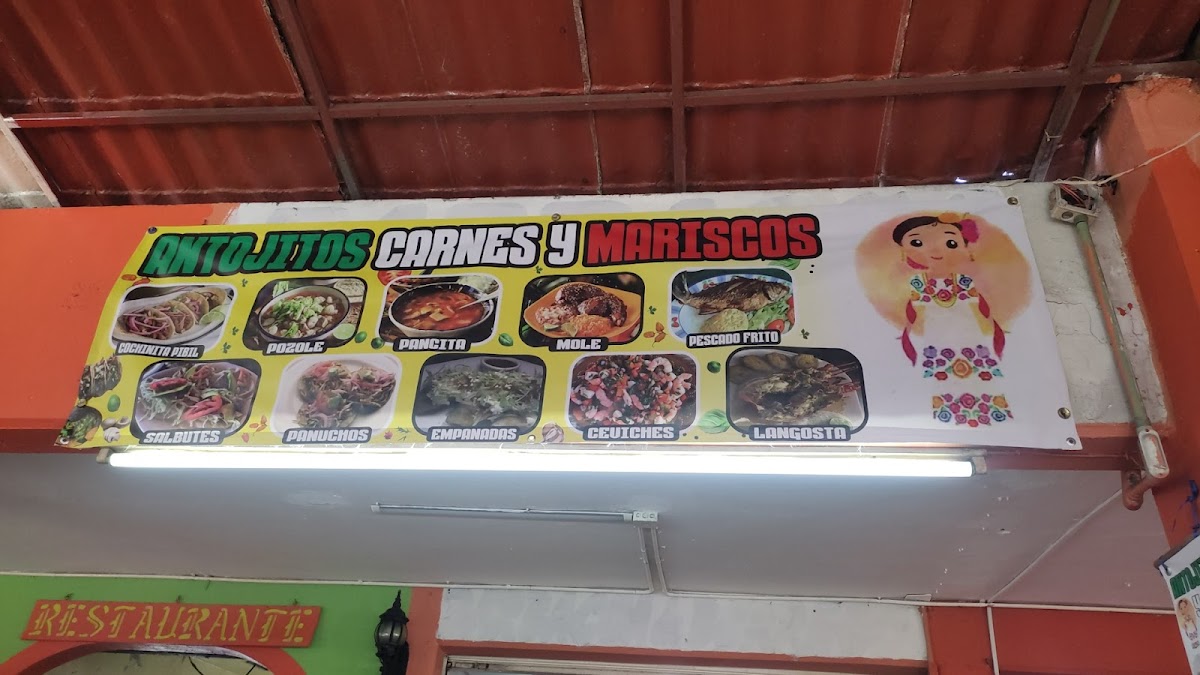 ANTOJITOS CARNES Y MARISCOS
COCHINITA PIBIL
POZOLE
PANCITA
MOLE
PESCADO FRITO
SALBUTES
PANUCHOS
EMPANADAS
CEVICHES
LANGOSTA
RESTAURANTE